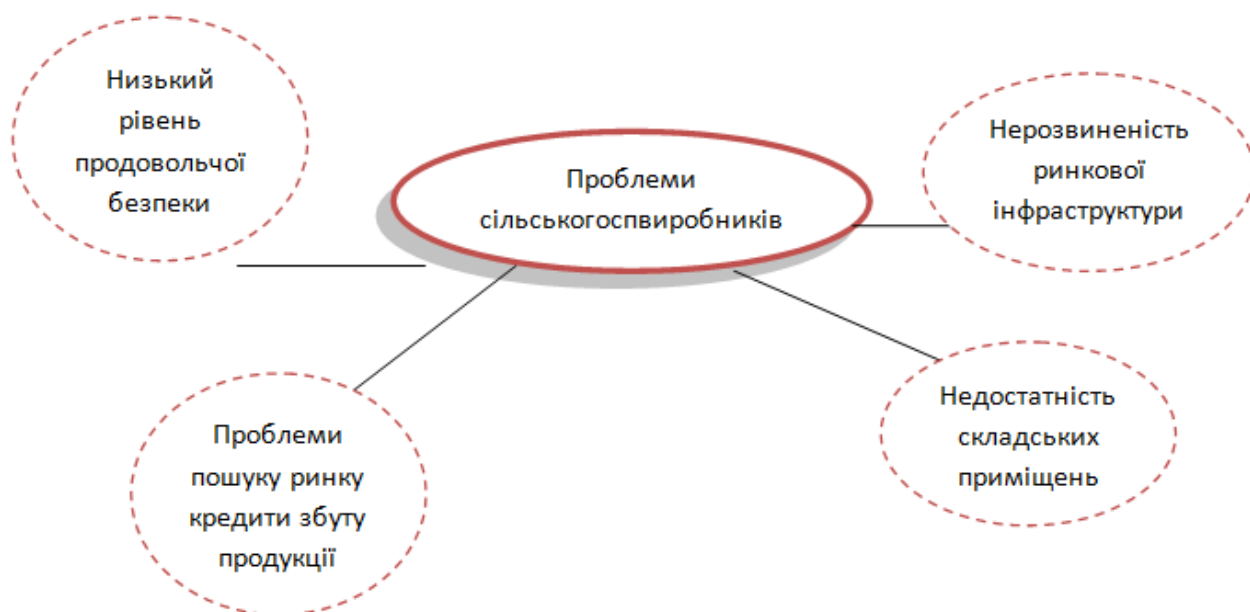 Низький
рівень
продовольчої
безпеки
Проблеми
сільськогоспвиробників
Нерозвиненість
ринкової
інфраструктури
Проблеми
пошуку ринку
кредити збуту
продукції
Недостатність
складських
приміщень